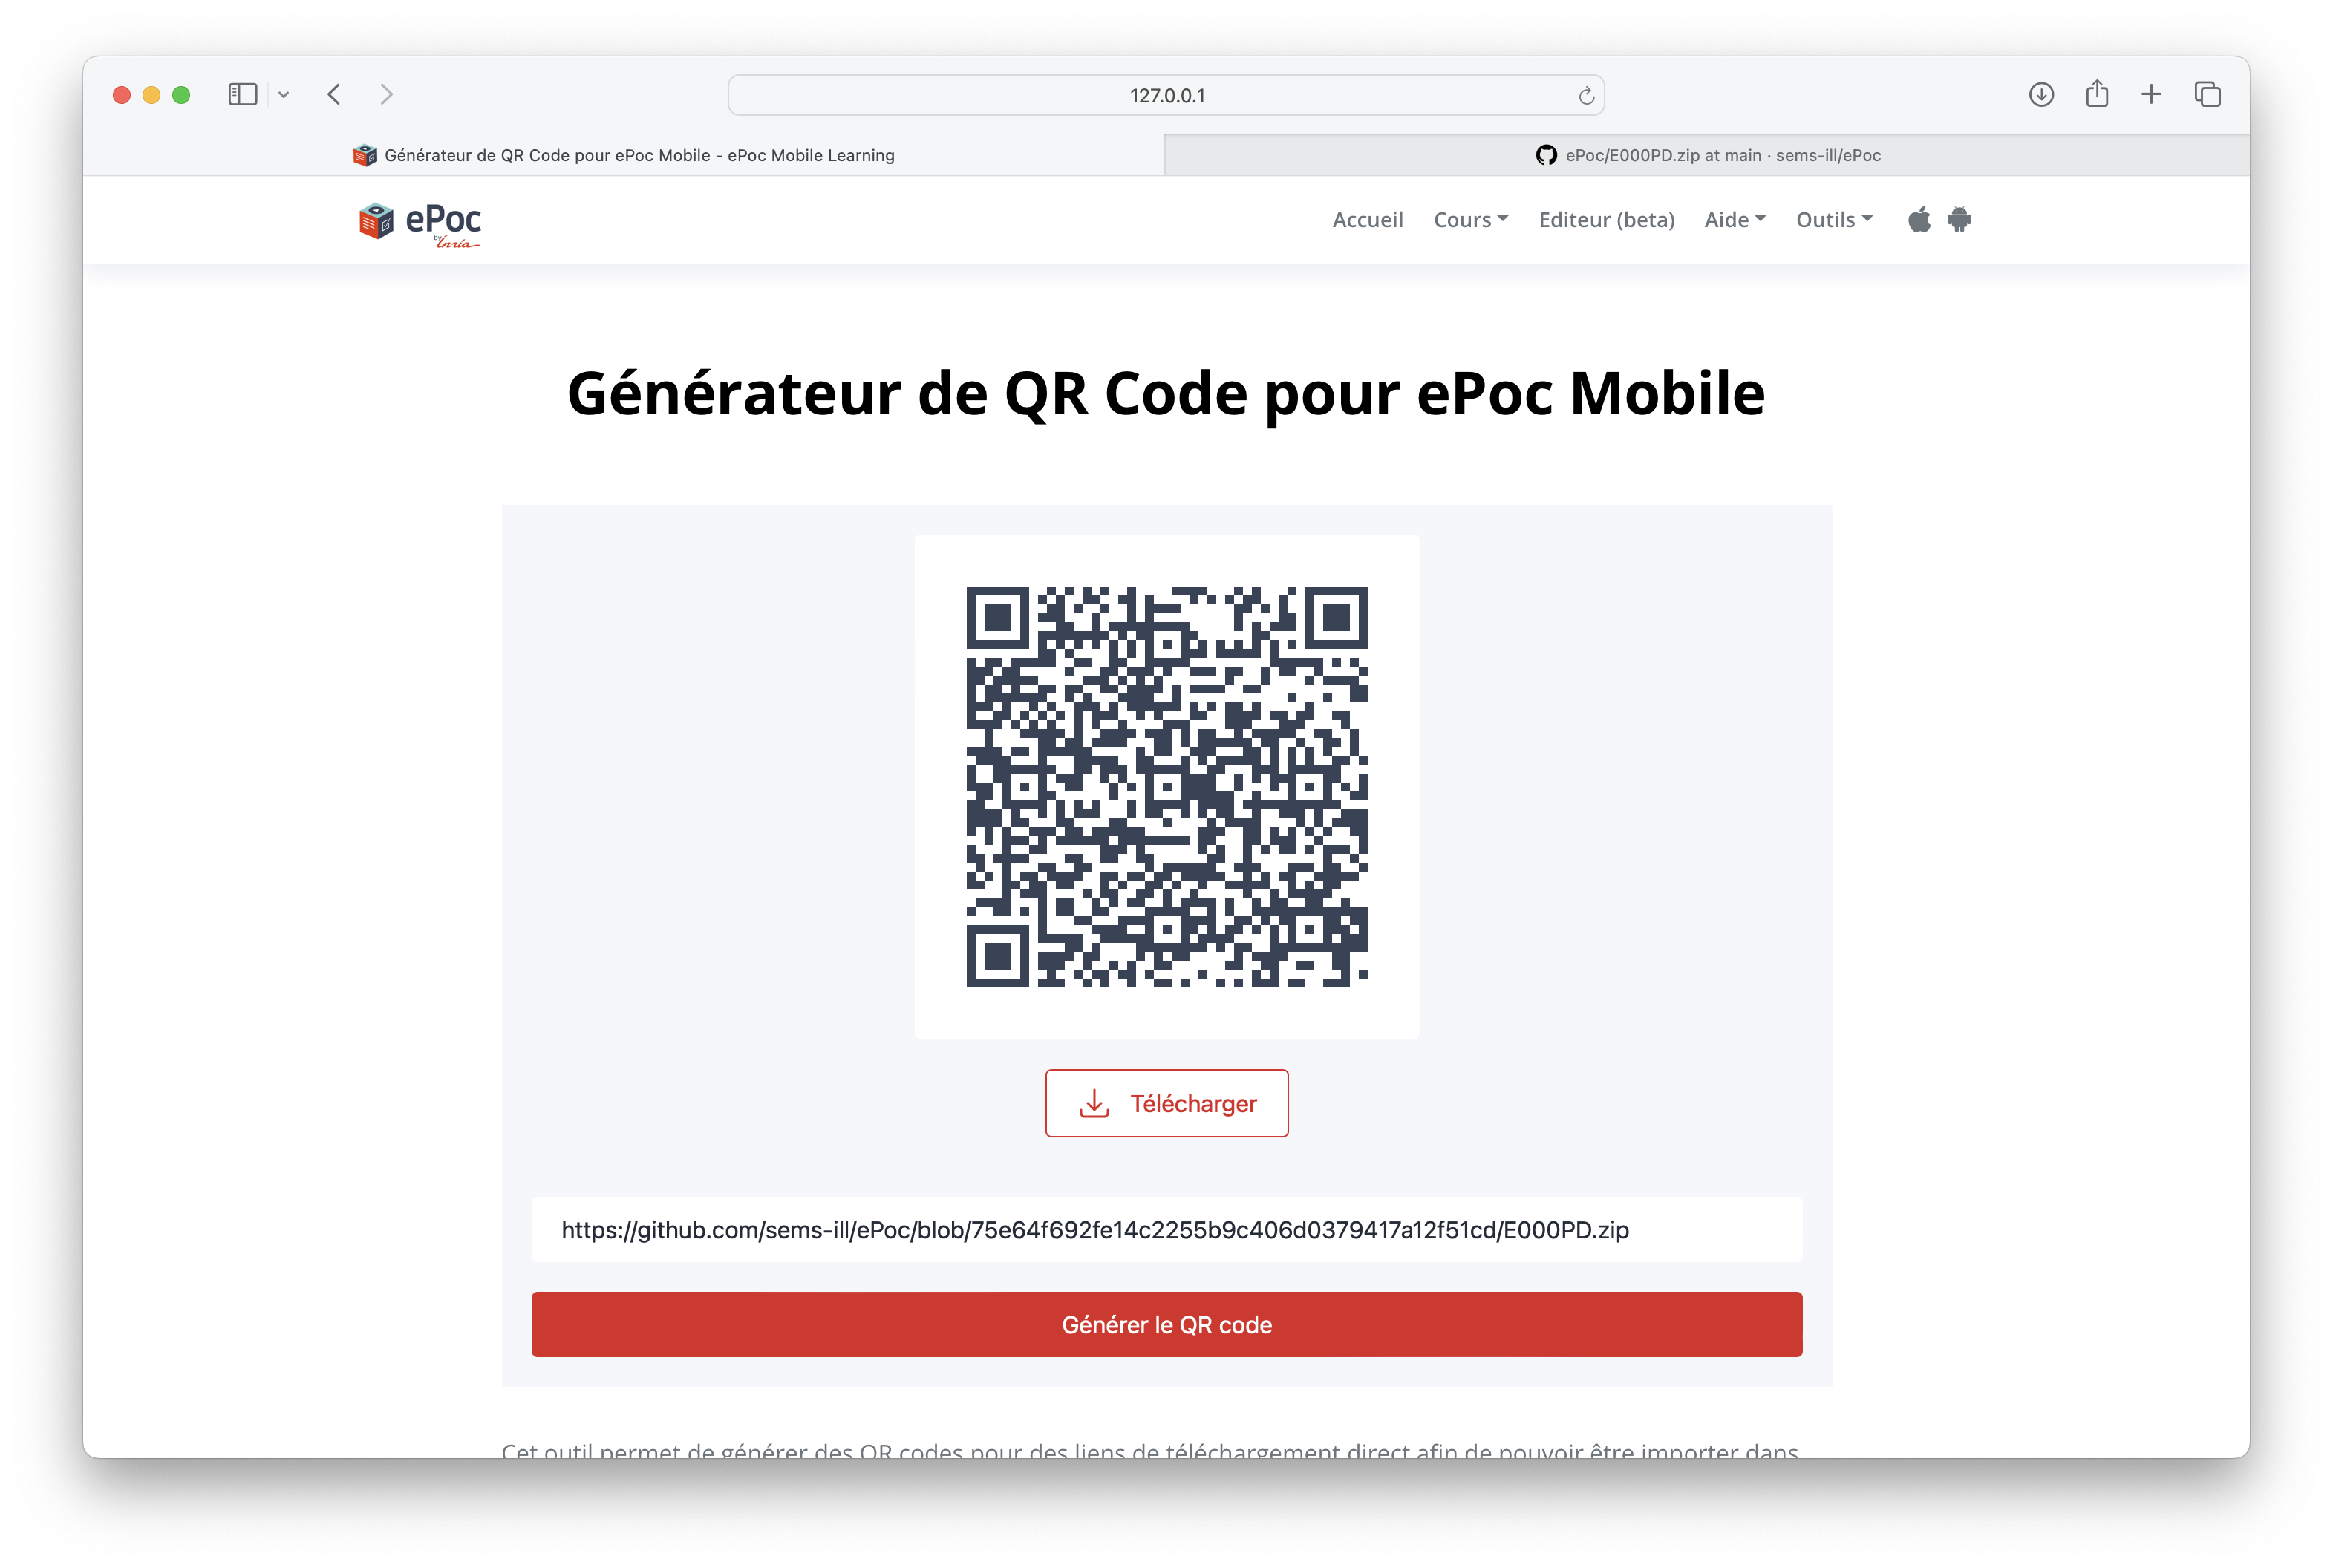 127.0.0.1
Générateur de QR Code pour ePoc Mobile - ePoc Mobile Learning
ePoc/E000PD.zip at main · sems-ill/ePoc
ePoc
by Inria
Accueil Cours Editeur (beta) Aide Outils
Générateur de QR Code pour ePoc Mobile
Télécharger
https://github.com/sems-ill/ePoc/blob/75e64f692fe14c2255b9c406d0379417a12f51cd/E000PD.zip
Générer le QR code
Cet outil permet de générer des QR codes pour des liens de téléchargement direct afin de pouvoir être importer dans